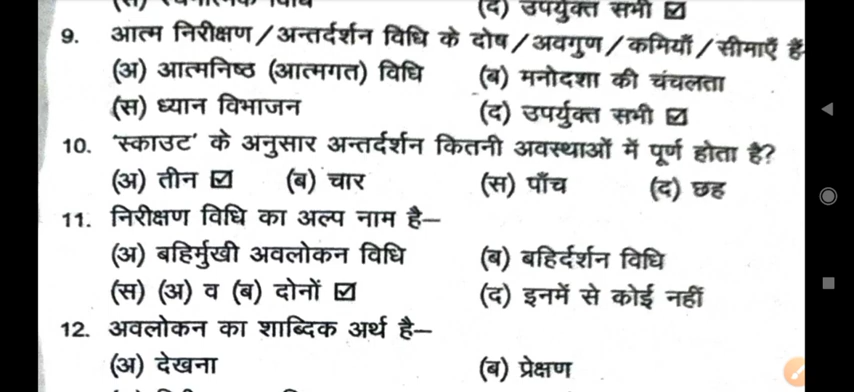 (द) उपर्युक्त सभी ☑
9. आत्म निरीक्षण/अन्तर्दर्शन विधि के दोष/अवगुण/कमियाँ/सीमाएँ हैं
(अ) आत्मनिष्ठ (आत्मगत) विधि (ब) मनोदशा की चंचलता
(स) ध्यान विभाजन (द) उपर्युक्त सभी ☑
10. 'स्काउट' के अनुसार अन्तर्दर्शन कितनी अवस्थाओं में पूर्ण होता है?
(अ) तीन ☑ (ब) चार (स) पाँच (द) छह
11. निरीक्षण विधि का अल्प नाम है—
(अ) बहिर्मुखी अवलोकन विधि (ब) बहिर्दर्शन विधि
(स) (अ) व (ब) दोनों ☑ (द) इनमें से कोई नहीं
12. अवलोकन का शाब्दिक अर्थ है—
(अ) देखना (ब) प्रेक्षण